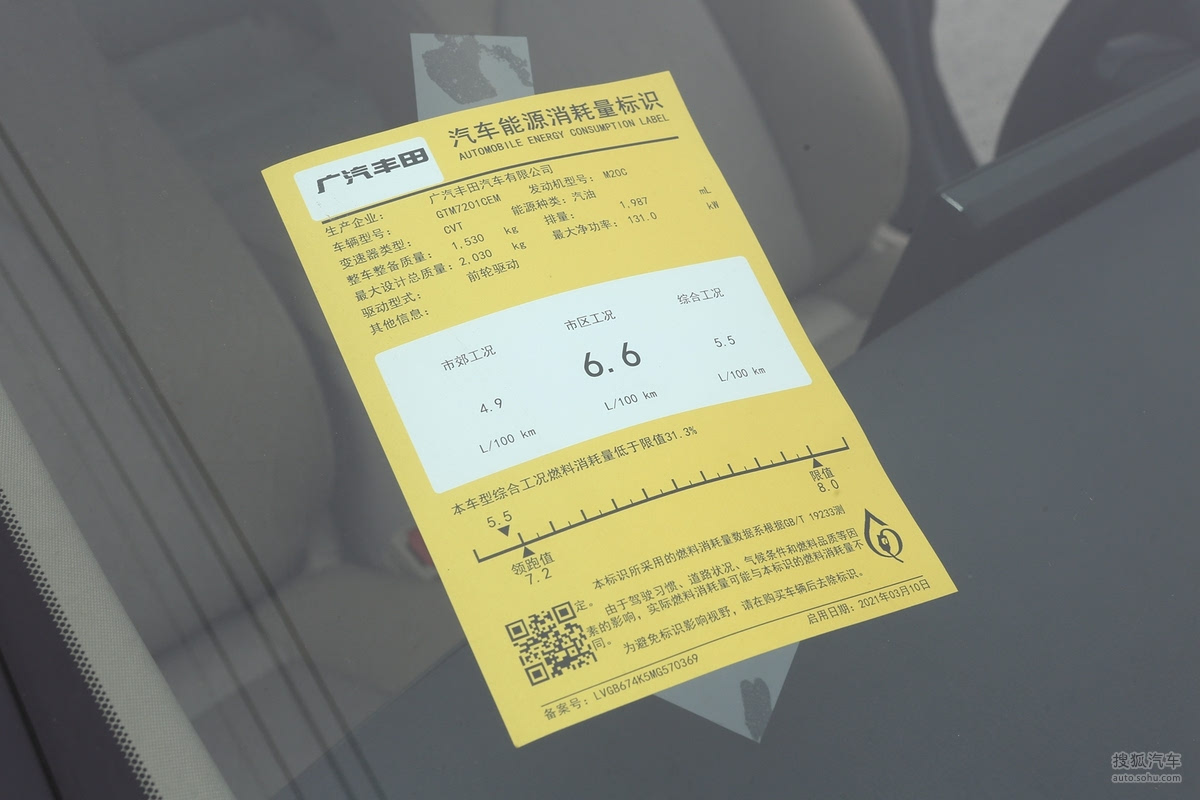 汽车能源消耗量标识
AUTOMOBILE ENERGY CONSUMPTION LABEL
广汽丰田
生产企业: 广汽丰田汽车有限公司
车辆型号: GTM7201CEM 发动机型号: M20C
变速器类型: CVT 能源种类: 汽油
整车整备质量: 1.530 kg 排量: 1.987 mL
最大设计总质量: 2.030 kg 最大净功率: 131.0 kW
驱动型式: 前轮驱动
其他信息:
市郊工况 市区工况 综合工况
4.9 6.6 5.5
L/100 km L/100 km L/100 km
本车型综合工况燃料消耗量低于限值31.3%
5.5
领跑值
7.2
限值
8.0
本标识所采用的燃料消耗量数据系根据GB/T 19233测
定。由于驾驶习惯、道路状况、气候条件和燃料品质等因
素的影响,实际燃料消耗量可能与本标识的燃料消耗量不
同。为避免标识影响视野,请在购买车辆后去除标识。
启用日期: 2021年03月10日
备案号: LVGB674K5MG570369
搜狐汽车
auto.sohu.com